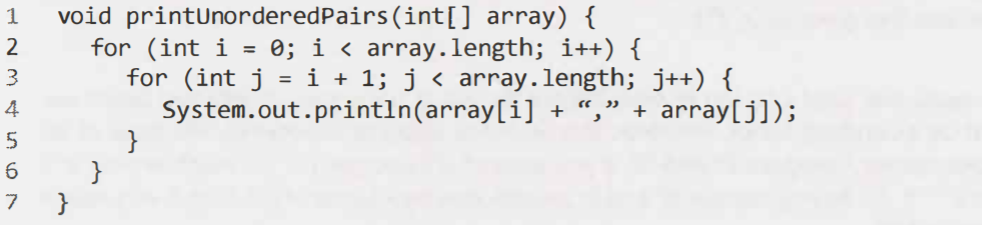 1 void printUnorderedPairs(int[] array) {
2 for (int i = 0; i < array.length; i++) {
3 for (int j = i + 1; j < array.length; j++) {
4 System.out.println(array[i] + “,” + array[j]);
5 }
6 }
7 }